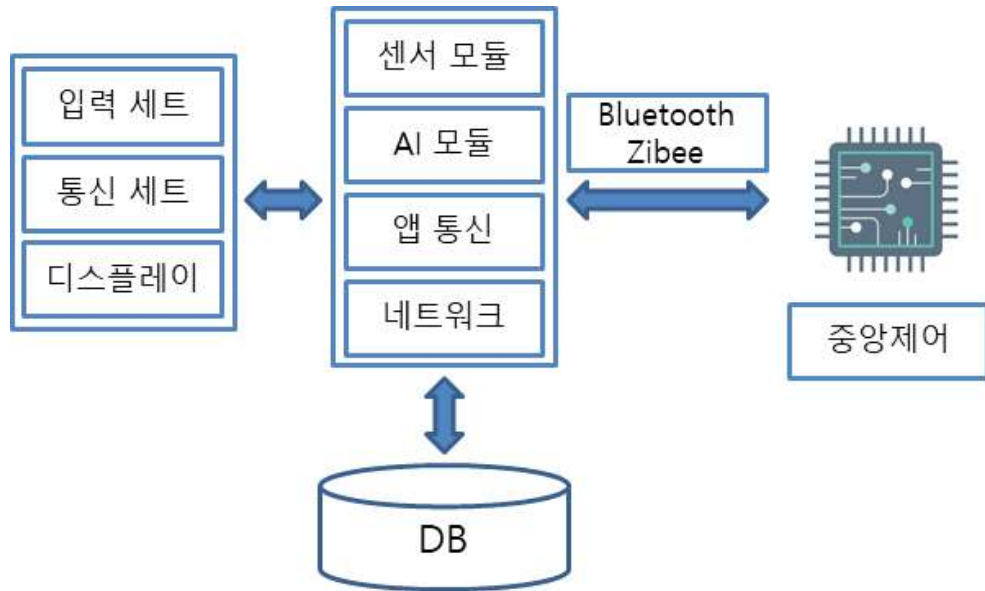 입력 세트
통신 세트
디스플레이
센서 모듈
AI 모듈
앱 통신
네트워크
Bluetooth
Zibee
중앙제어
DB